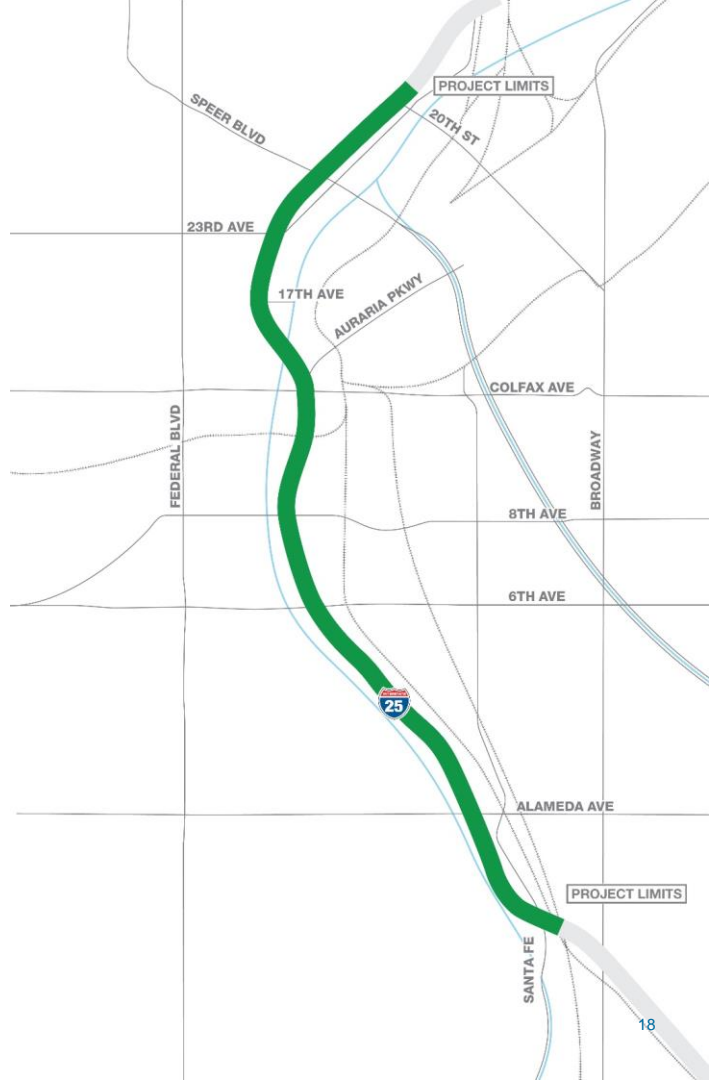 PROJECT LIMITS
SPEER BLVD
20TH ST
23RD AVE
17TH AVE
AURARIA PKWY
COLFAX AVE
FEDERAL BLVD
BROADWAY
8TH AVE
6TH AVE
25
ALAMEDA AVE
PROJECT LIMITS
SANTA FE
18